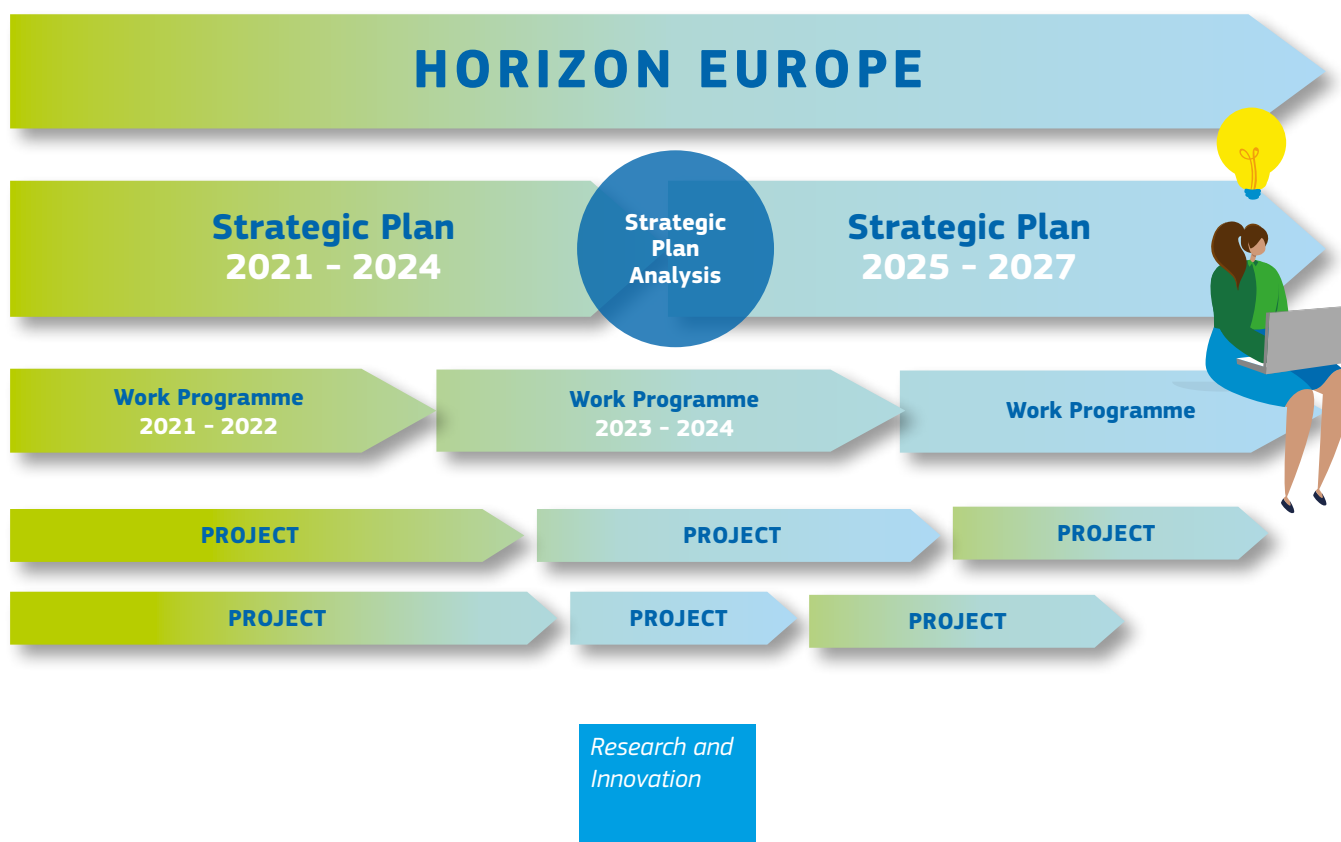 HORIZON EUROPE
Strategic Plan
2021 - 2024
Strategic
Plan
Analysis
Strategic Plan
2025 - 2027
Work Programme
2021 - 2022
Work Programme
2023 - 2024
Work Programme
PROJECT
PROJECT
PROJECT
PROJECT
PROJECT
PROJECT
Research and
Innovation